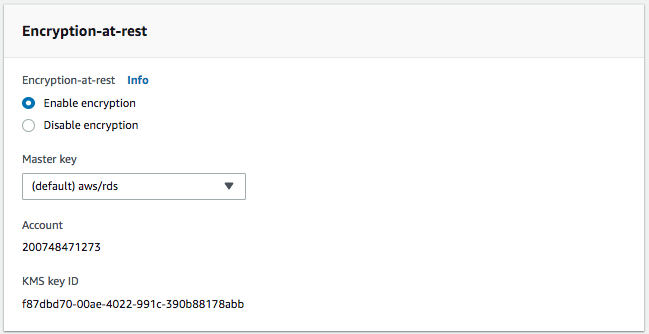 Encryption-at-rest
Encryption-at-rest Info
Enable encryption
Disable encryption
Master key
(default) aws/rds
Account
200748471273
KMS key ID
f87dbd70-00ae-4022-991c-390b88178abb